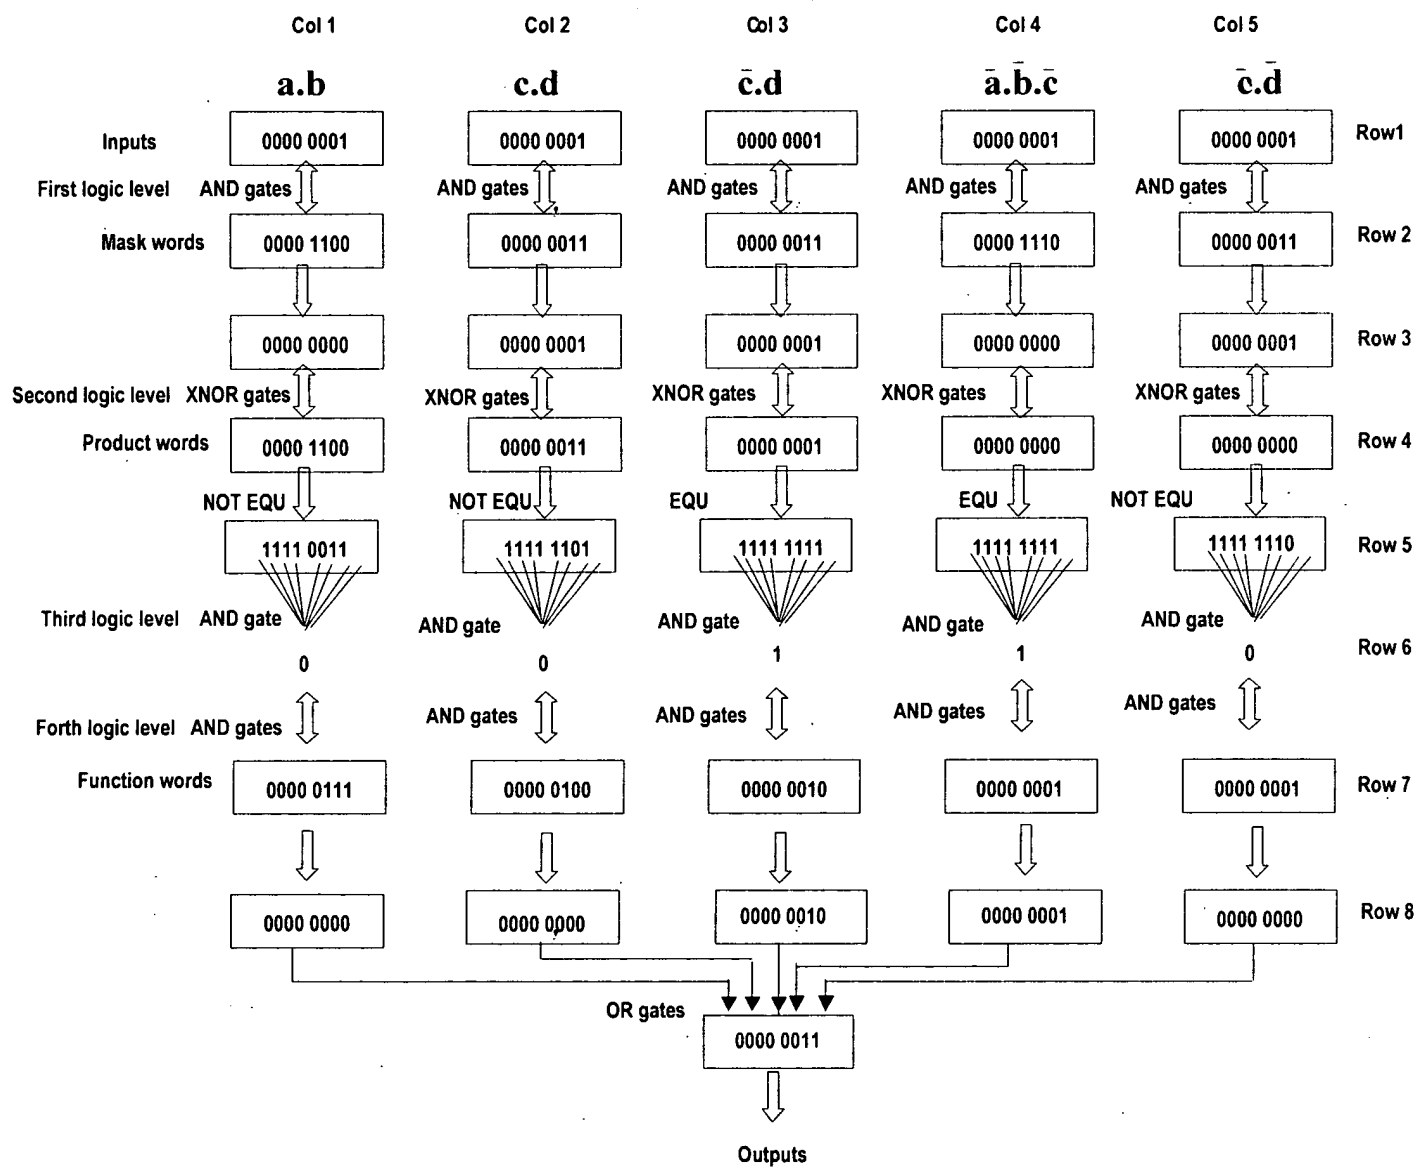 Col 1 Col 2 Col 3 Col 4 Col 5
a.b c.d c̄.d ā.b̄.c̄ c̄.d̄
Inputs 0000 0001 0000 0001 0000 0001 0000 0001 0000 0001 Row1
First logic level AND gates AND gates AND gates AND gates AND gates
Mask words 0000 1100 0000 0011 0000 0011 0000 1110 0000 0011 Row 2
0000 0000 0000 0001 0000 0001 0000 0000 0000 0001 Row 3
Second logic level XNOR gates XNOR gates XNOR gates XNOR gates XNOR gates
Product words 0000 1100 0000 0011 0000 0001 0000 0000 0000 0000 Row 4
NOT EQU NOT EQU EQU EQU NOT EQU
1111 0011 1111 1101 1111 1111 1111 1111 1111 1110 Row 5
Third logic level AND gate AND gate AND gate AND gate AND gate
0 0 1 1 0 Row 6
Forth logic level AND gates AND gates AND gates AND gates AND gates
Function words 0000 0111 0000 0100 0000 0010 0000 0001 0000 0001 Row 7
0000 0000 0000 0000 0000 0010 0000 0001 0000 0000 Row 8
OR gates
0000 0011
Outputs